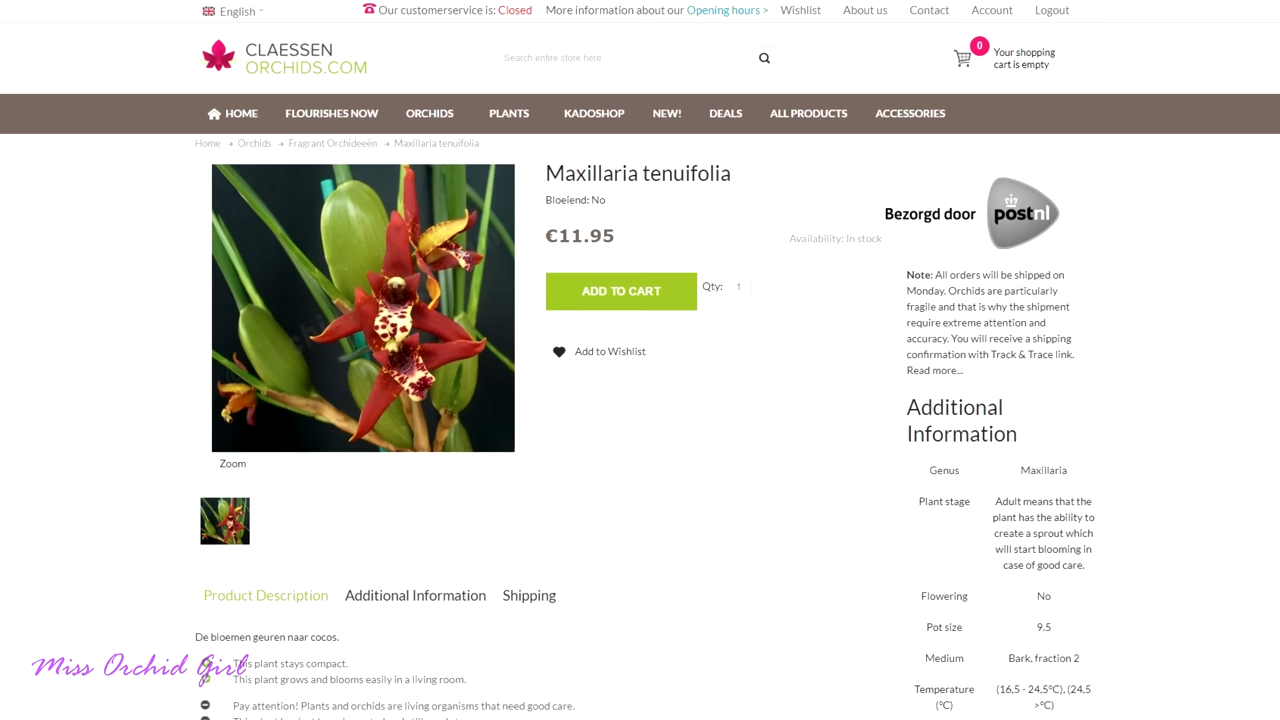 English
Our customerservice is: Closed
More information about our Opening hours >
Wishlist
About us
Contact
Account
Logout
CLAESSEN
ORCHIDS.COM
Search entire store here
0
Your shopping
cart is empty
HOME
FLOURISHES NOW
ORCHIDS
PLANTS
KADOSHOP
NEW!
DEALS
ALL PRODUCTS
ACCESSORIES
Home
Orchids
Fragrant Orchideeën
Maxillaria tenuifolia
Maxillaria tenuifolia
Bloeiend: No
€11.95
Availability: In stock
ADD TO CART
Qty: 1
Add to Wishlist
Zoom
Bezorgd door
postnl
Note: All orders will be shipped on
Monday. Orchids are particularly
fragile and that is why the shipment
require extreme attention and
accuracy. You will receive a shipping
confirmation with Track & Trace link.
Read more...
Additional
Information
Genus Maxillaria
Plant stage Adult means that the
plant has the ability to
create a sprout which
will start blooming in
case of good care.
Flowering No
Pot size 9.5
Medium Bark, fraction 2
Temperature (16,5 - 24,5°C), (24,5
(°C) >°C)
Product Description
Additional Information
Shipping
De bloemen geuren naar cocos.
This plant stays compact.
This plant grows and blooms easily in a living room.
Pay attention! Plants and orchids are living organisms that need good care.
Miss Orchid Girl